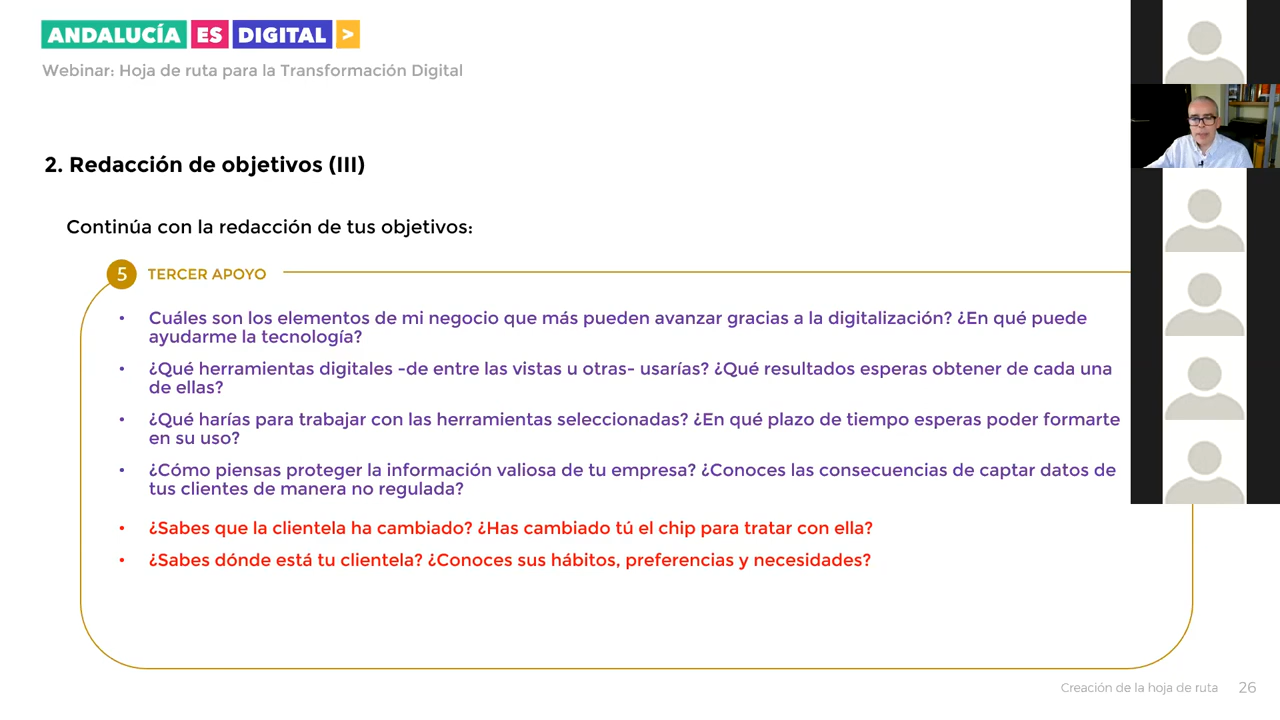 ANDALUCÍA ES DIGITAL >
Webinar: Hoja de ruta para la Transformación Digital
2. Redacción de objetivos (III)
Continúa con la redacción de tus objetivos:
5 TERCER APOYO
• Cuáles son los elementos de mi negocio que más pueden avanzar gracias a la digitalización? ¿En qué puede
ayudarme la tecnología?
• ¿Qué herramientas digitales -de entre las vistas u otras- usarías? ¿Qué resultados esperas obtener de cada una
de ellas?
• ¿Qué harías para trabajar con las herramientas seleccionadas? ¿En qué plazo de tiempo esperas poder formarte
en su uso?
• ¿Cómo piensas proteger la información valiosa de tu empresa? ¿Conoces las consecuencias de captar datos de
tus clientes de manera no regulada?
• ¿Sabes que la clientela ha cambiado? ¿Has cambiado tú el chip para tratar con ella?
• ¿Sabes dónde está tu clientela? ¿Conoces sus hábitos, preferencias y necesidades?
Creación de la hoja de ruta 26